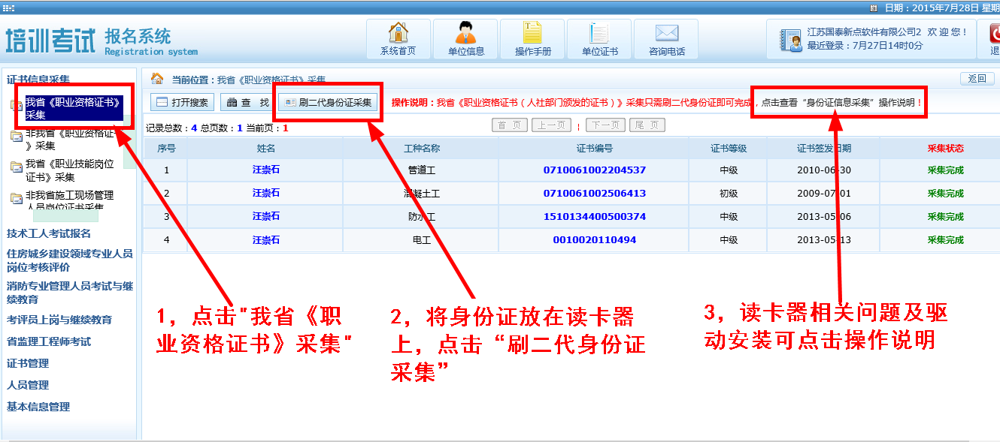 日期：2015年7月28日 星期
培训考试 报名系统
Registration system
系统首页
单位信息
操作手册
单位证书
咨询电话
江苏国泰新点软件有限公司2 欢 迎 您！
最近登录：7月27日14时0分
退
证书信息采集
我省《职业资格证书》
采集
非我省《职业资格证书
》采集
我省《职业技能岗位
证书》采集
非我省施工现场管理
人员岗位证书采集
技术工人考试报名
住房城乡建设领域专业人员
岗位考核评价
消防专业管理人员考试与继
续教育
考评员上岗与继续教育
省监理工程师考试
证书管理
人员管理
基本信息管理
当前位置：我省《职业资格证书》采集
返回
打开搜索
查 找
刷二代身份证采集
操作说明：我省《职业资格证书（人社部门颁发的证书）》采集只需刷二代身份证即可完成，点击查看“身份证信息采集”操作说明！
记录总数：4 总页数：1 当前页：1
首 页 上一页 ¦ 下一页 尾 页
序号 姓名 工种名称 证书编号 证书等级 证书签发日期 采集状态
1 汪崇石 管道工 0710061002204537 中级 2010-06-30 采集完成
2 汪崇石 混凝土工 0710061002506413 初级 2009-07-01 采集完成
3 汪崇石 防水工 1510134400500374 中级 2013-05-06 采集完成
4 汪崇石 电工 0010020110494 中级 2013-05-13 采集完成
1，点击"我省《职
业资格证书》采集"
2，将身份证放在读卡器
上，点击“刷二代身份证
采集”
3，读卡器相关问题及驱
动安装可点击操作说明